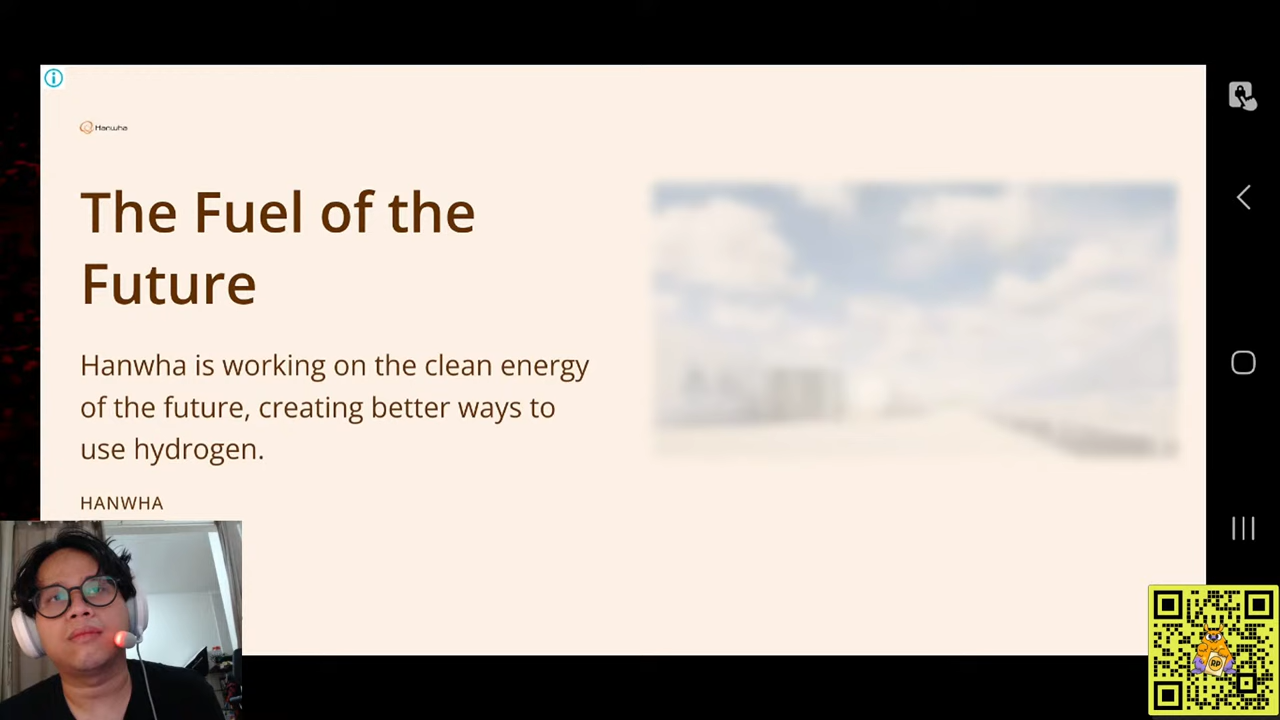 Hanwha
The Fuel of the
Future
Hanwha is working on the clean energy
of the future, creating better ways to
use hydrogen.
HANWHA
RP